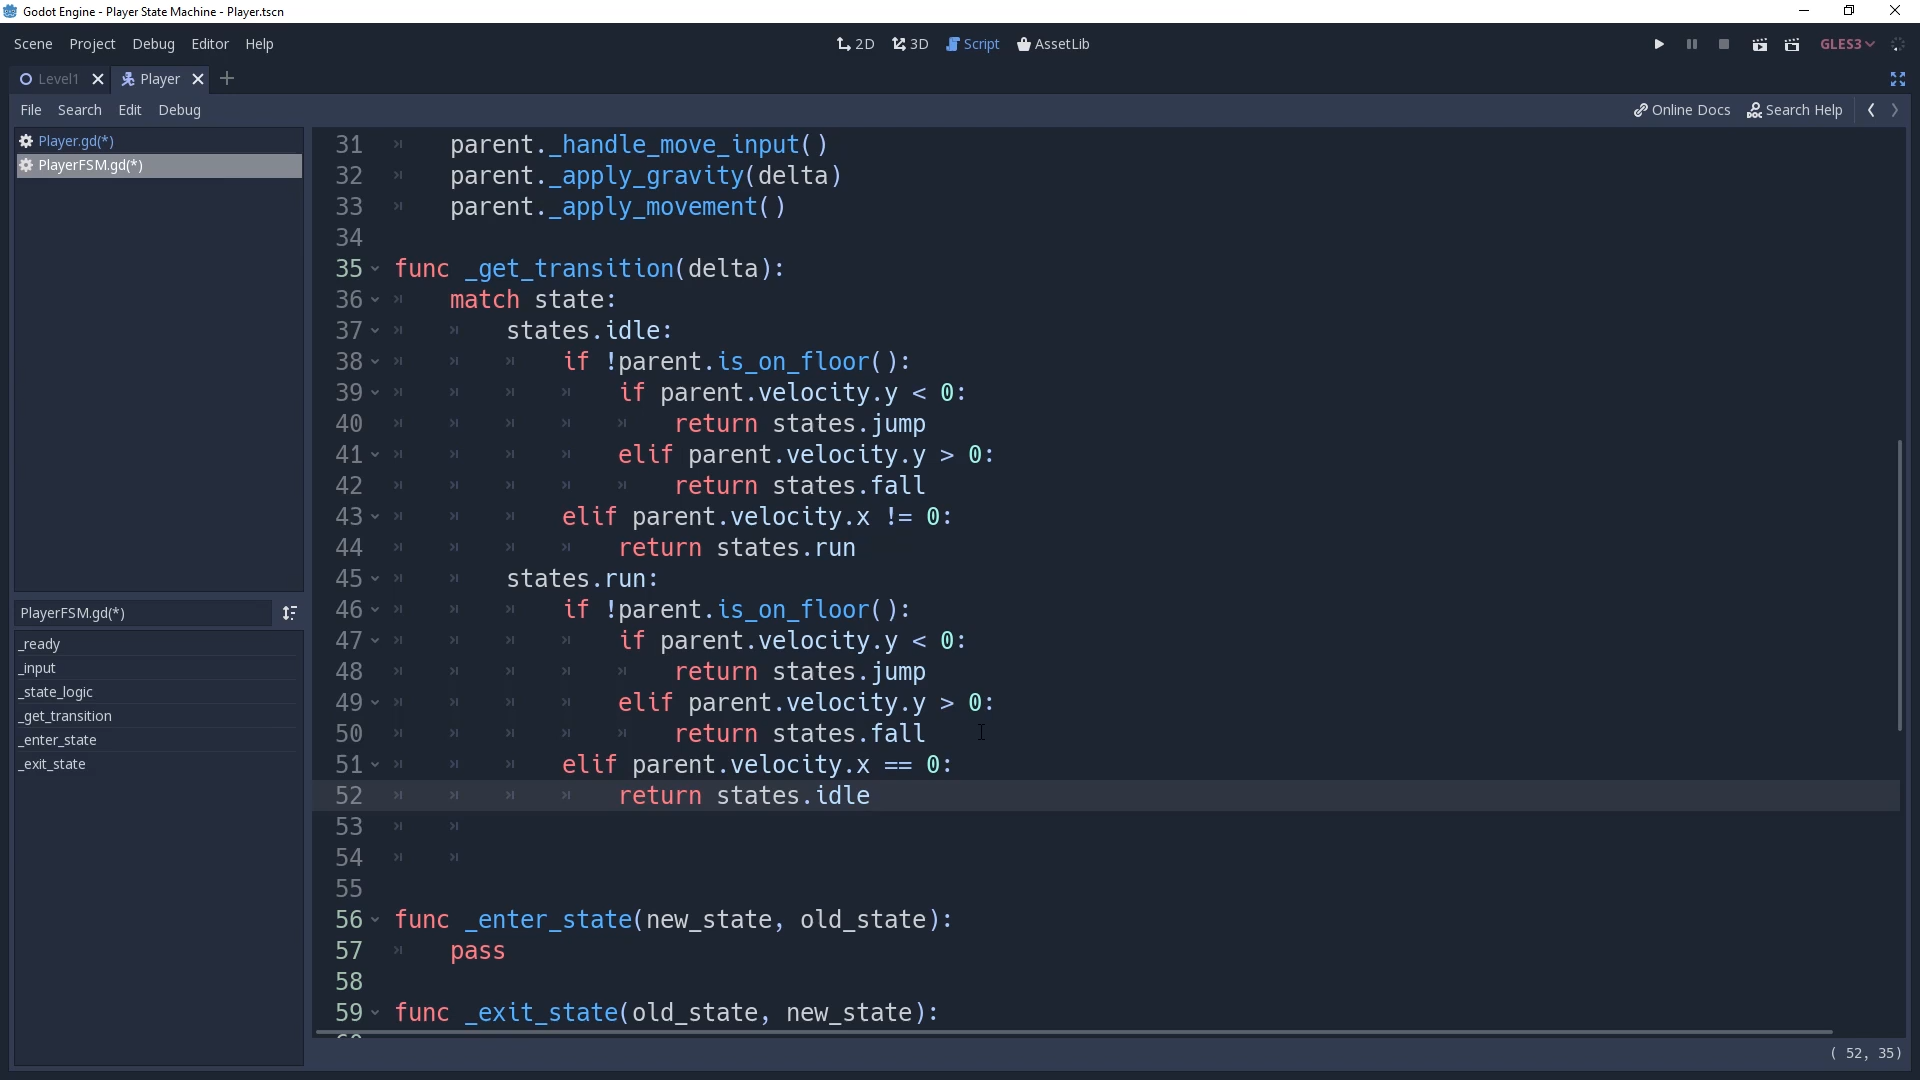 Godot Engine - Player State Machine - Player.tscn
Scene Project Debug Editor Help 2D 3D Script AssetLib GLES3
Level1 Player
File Search Edit Debug Online Docs Search Help
Player.gd(*)
PlayerFSM.gd(*)
PlayerFSM.gd(*)
_ready
_input
_state_logic
_get_transition
_enter_state
_exit_state
31 parent._handle_move_input()
32 parent._apply_gravity(delta)
33 parent._apply_movement()
34
35 func _get_transition(delta):
36 match state:
37 states.idle:
38 if !parent.is_on_floor():
39 if parent.velocity.y < 0:
40 return states.jump
41 elif parent.velocity.y > 0:
42 return states.fall
43 elif parent.velocity.x != 0:
44 return states.run
45 states.run:
46 if !parent.is_on_floor():
47 if parent.velocity.y < 0:
48 return states.jump
49 elif parent.velocity.y > 0:
50 return states.fall
51 elif parent.velocity.x == 0:
52 return states.idle
53
54
55
56 func _enter_state(new_state, old_state):
57 pass
58
59 func _exit_state(old_state, new_state):
( 52, 35)